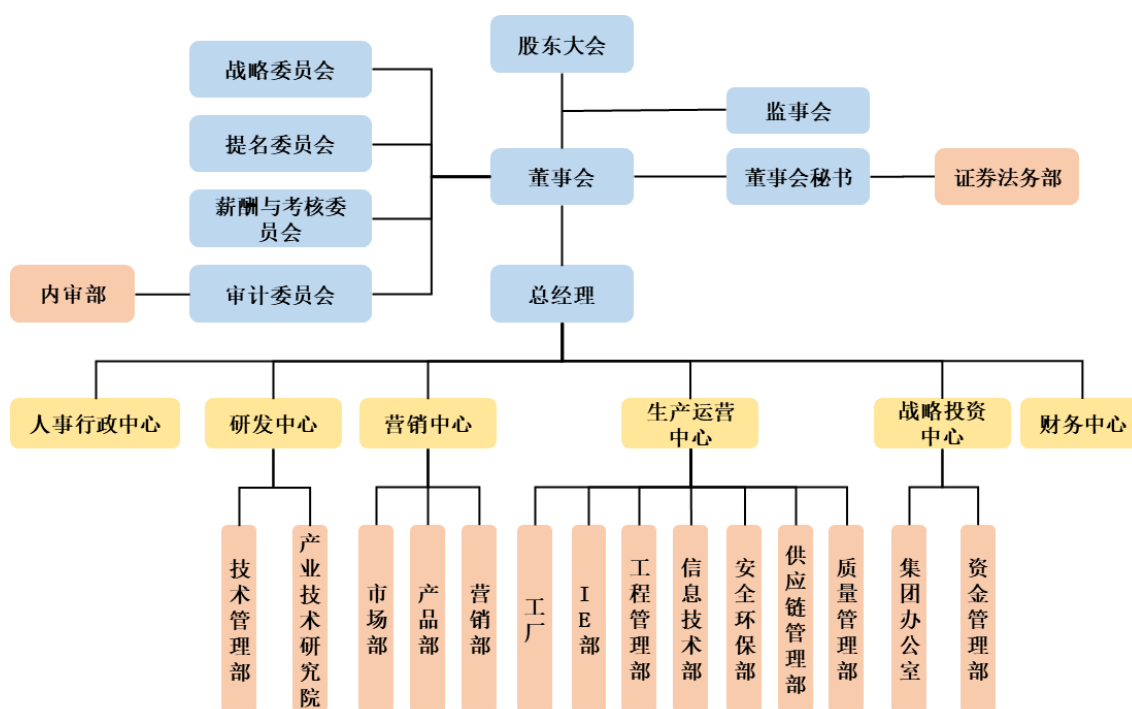 股东大会
战略委员会
监事会
提名委员会
董事会
董事会秘书
证券法务部
薪酬与考核委
员会
内审部
审计委员会
总经理
人事行政中心
研发中心
营销中心
生产运营
中心
战略投资
中心
财务中心
技术管理部
产业技术研究院
市场部
产品部
营销部
工厂
IE部
工程管理部
信息技术部
安全环保部
供应链管理部
质量管理部
集团办公室
资金管理部